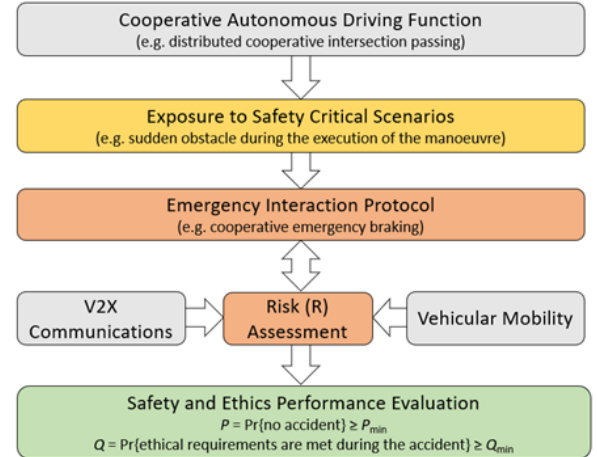 Cooperative Autonomous Driving Function
(e.g. distributed cooperative intersection passing)
Exposure to Safety Critical Scenarios
(e.g. sudden obstacle during the execution of the manoeuvre)
Emergency Interaction Protocol
(e.g. cooperative emergency braking)
V2X
Communications
Risk (R)
Assessment
Vehicular Mobility
Safety and Ethics Performance Evaluation
P = Pr{no accident} ≥ Pmin
Q = Pr{ethical requirements are met during the accident} ≥ Qmin